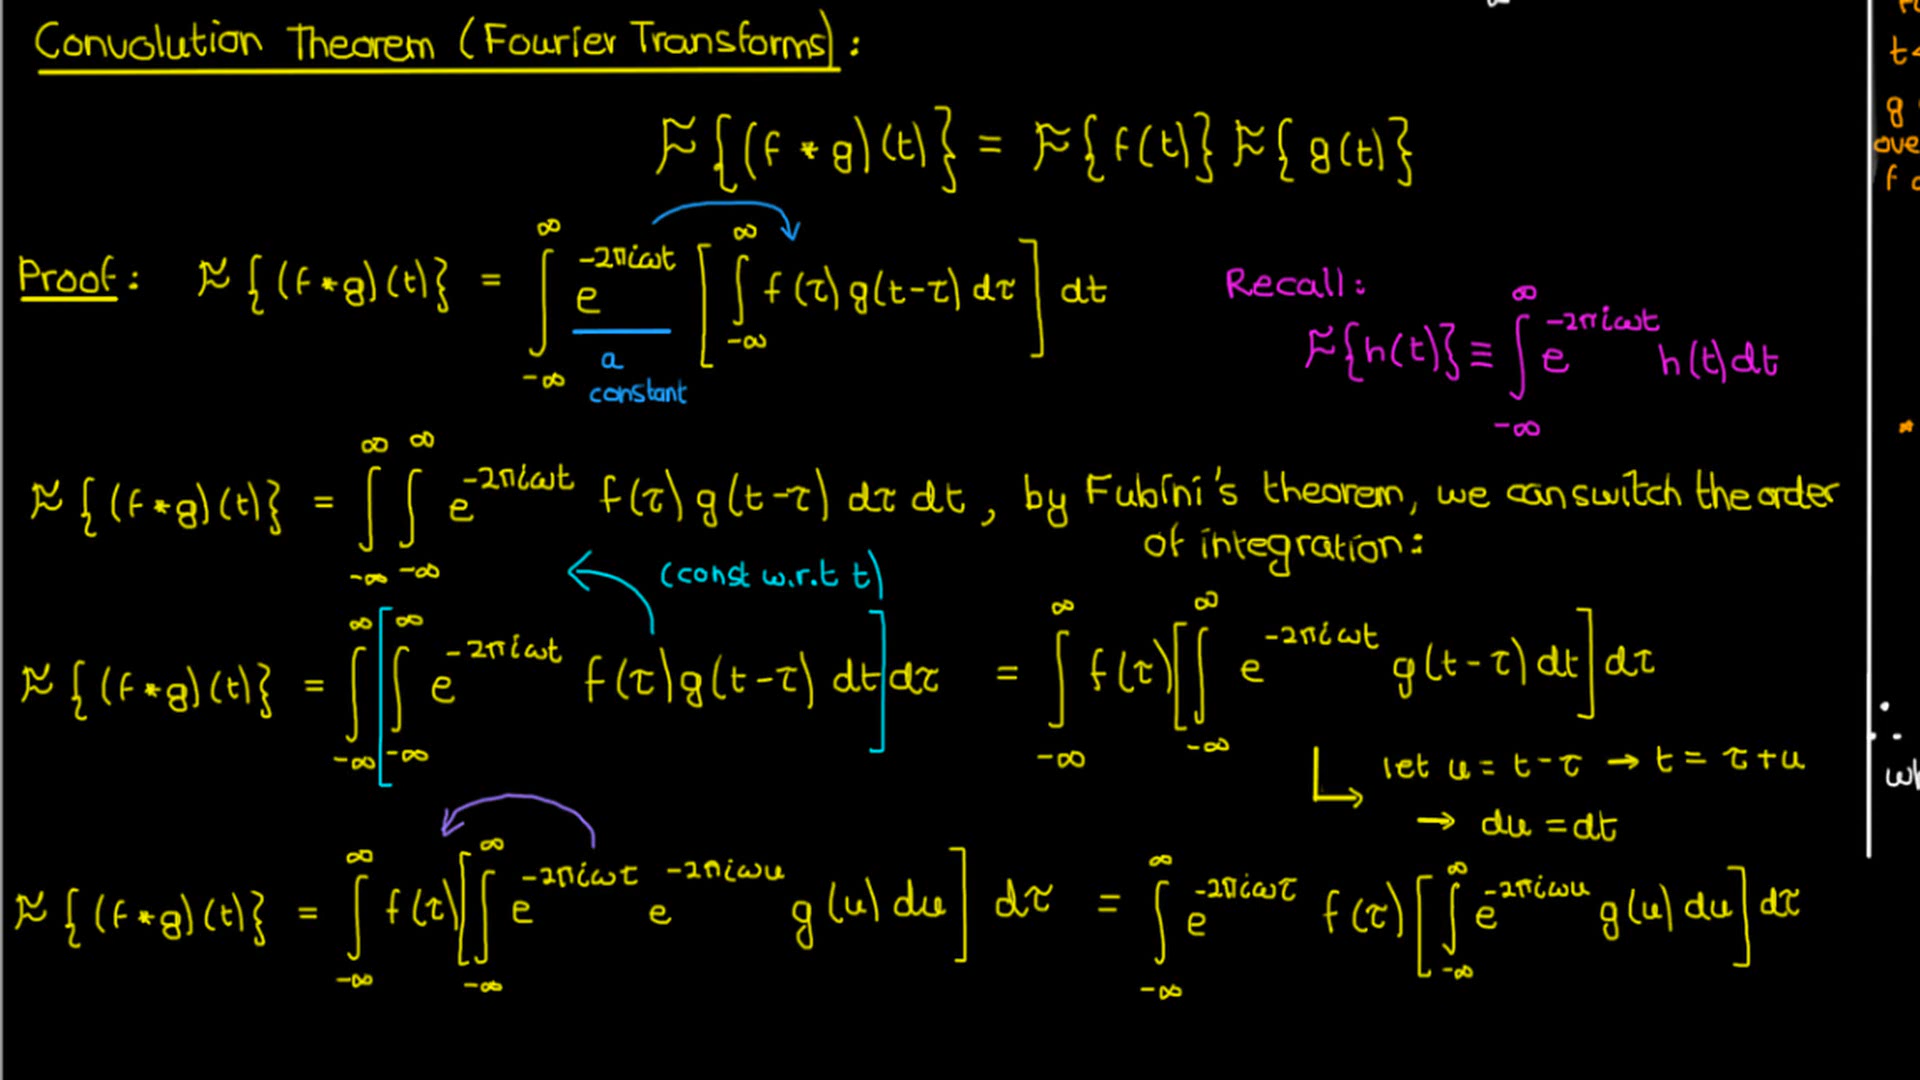 Convolution Theorem (Fourier Transforms):
F{(f * g)(t)} = F{f(t)} F{g(t)}
Proof: F{(f * g)(t)} = ∫_{-∞}^{∞} e^{-2πiωt} [ ∫_{-∞}^{∞} f(τ) g(t-τ) dτ ] dt
a
constant
Recall:
F{h(t)} ≡ ∫_{-∞}^{∞} e^{-2πiωt} h(t) dt
F{(f * g)(t)} = ∫_{-∞}^{∞} ∫_{-∞}^{∞} e^{-2πiωt} f(τ) g(t-τ) dτ dt, by Fubini's theorem, we can switch the order
of integration:
(const w.r.t t)
F{(f * g)(t)} = ∫_{-∞}^{∞} [ ∫_{-∞}^{∞} e^{-2πiωt} f(τ) g(t-τ) dt ] dτ = ∫_{-∞}^{∞} f(τ) [ ∫_{-∞}^{∞} e^{-2πiωt} g(t-τ) dt ] dτ
let u = t-τ → t = τ+u
→ du = dt
F{(f * g)(t)} = ∫_{-∞}^{∞} f(τ) [ ∫_{-∞}^{∞} e^{-2πiωτ} e^{-2πiωu} g(u) du ] dτ = ∫_{-∞}^{∞} e^{-2πiωτ} f(τ) [ ∫_{-∞}^{∞} e^{-2πiωu} g(u) du ] dτ
t<
g
ove
f
*
∴
wh